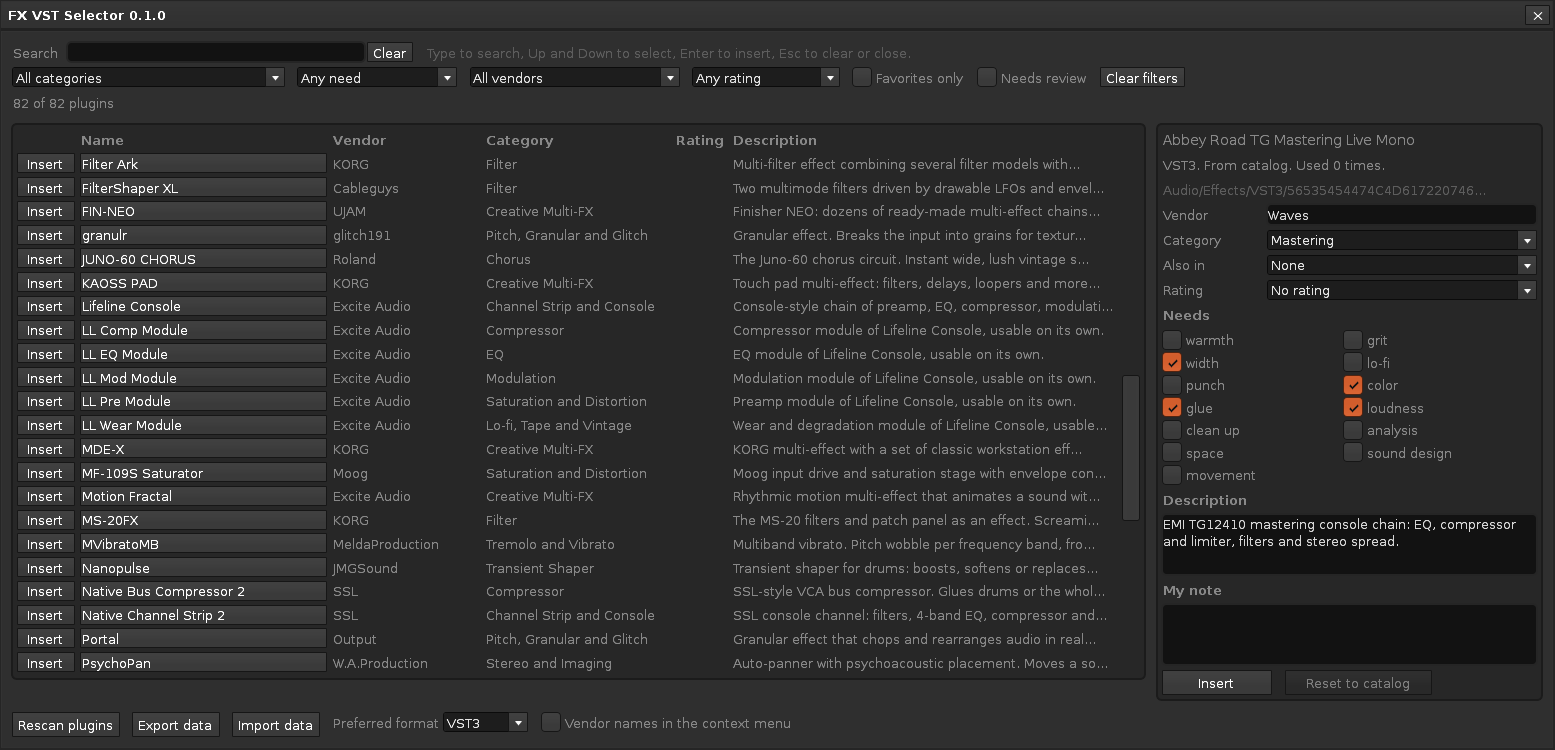 FX VST Selector 0.1.0
Search Clear Type to search, Up and Down to select, Enter to insert, Esc to clear or close.
All categories Any need All vendors Any rating Favorites only Needs review Clear filters
82 of 82 plugins
Name Vendor Category Rating Description
Insert Filter Ark KORG Filter Multi-filter effect combining several filter models with...
Insert FilterShaper XL Cableguys Filter Two multimode filters driven by drawable LFOs and envel...
Insert FIN-NEO UJAM Creative Multi-FX Finisher NEO: dozens of ready-made multi-effect chains...
Insert granulr glitch191 Pitch, Granular and Glitch Granular effect. Breaks the input into grains for textur...
Insert JUNO-60 CHORUS Roland Chorus The Juno-60 chorus circuit. Instant wide, lush vintage s...
Insert KAOSS PAD KORG Creative Multi-FX Touch pad multi-effect: filters, delays, loopers and more...
Insert Lifeline Console Excite Audio Channel Strip and Console Console-style chain of preamp, EQ, compressor, modulati...
Insert LL Comp Module Excite Audio Compressor Compressor module of Lifeline Console, usable on its own.
Insert LL EQ Module Excite Audio EQ EQ module of Lifeline Console, usable on its own.
Insert LL Mod Module Excite Audio Modulation Modulation module of Lifeline Console, usable on its own.
Insert LL Pre Module Excite Audio Saturation and Distortion Preamp module of Lifeline Console, usable on its own.
Insert LL Wear Module Excite Audio Lo-fi, Tape and Vintage Wear and degradation module of Lifeline Console, usable...
Insert MDE-X KORG Creative Multi-FX KORG multi-effect with a set of classic workstation eff...
Insert MF-109S Saturator Moog Saturation and Distortion Moog input drive and saturation stage with envelope con...
Insert Motion Fractal Excite Audio Creative Multi-FX Rhythmic motion multi-effect that animates a sound wit...
Insert MS-20FX KORG Filter The MS-20 filters and patch panel as an effect. Screami...
Insert MVibratoMB MeldaProduction Tremolo and Vibrato Multiband vibrato. Pitch wobble per frequency band, fro...
Insert Nanopulse JMGSound Transient Shaper Transient shaper for drums: boosts, softens or replaces...
Insert Native Bus Compressor 2 SSL Compressor SSL-style VCA bus compressor. Glues drums or the whol...
Insert Native Channel Strip 2 SSL Channel Strip and Console SSL console channel: filters, 4-band EQ, compressor and...
Insert Portal Output Pitch, Granular and Glitch Granular effect that chops and rearranges audio in real...
Insert PsychoPan W.A.Production Stereo and Imaging Auto-panner with psychoacoustic placement. Moves a so...
Abbey Road TG Mastering Live Mono
VST3. From catalog. Used 0 times.
Audio/Effects/VST3/56535454474C4D617220746...
Vendor Waves
Category Mastering
Also in None
Rating No rating
Needs
warmth grit
width lo-fi
punch color
glue loudness
clean up analysis
space sound design
movement
Description
EMI TG12410 mastering console chain: EQ, compressor
and limiter, filters and stereo spread.
My note
Insert Reset to catalog
Rescan plugins Export data Import data Preferred format VST3 Vendor names in the context menu